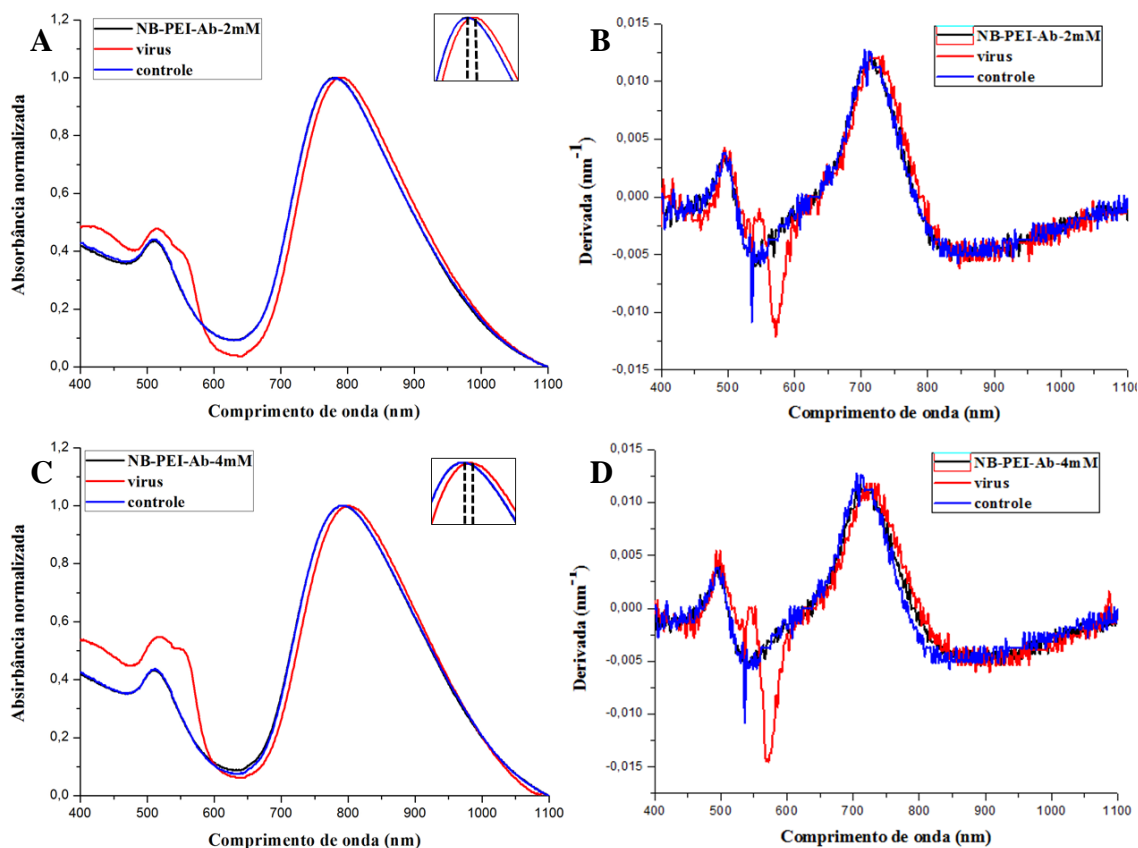 A
1,2
1,0
0,8
0,6
0,4
0,2
0,0
Absorbância normalizada
NB-PEI-Ab-2mM
virus
controle
400 500 600 700 800 900 1000 1100
Comprimento de onda (nm)
B
0,015
0,010
0,005
0,000
-0,005
-0,010
-0,015
Derivada (nm⁻¹)
NB-PEI-Ab-2mM
virus
controle
400 500 600 700 800 900 1000 1100
Comprimento de onda (nm)
C
1,2
1,0
0,8
0,6
0,4
0,2
0,0
Absirbância normalizada
NB-PEI-Ab-4mM
virus
controle
400 500 600 700 800 900 1000 1100
Comprimento de onda (nm)
D
0,015
0,010
0,005
0,000
-0,005
-0,010
-0,015
Derivada (nm⁻¹)
NB-PEI-Ab-4mM
virus
controle
400 500 600 700 800 900 1000 1100
Comprimento de onda (nm)